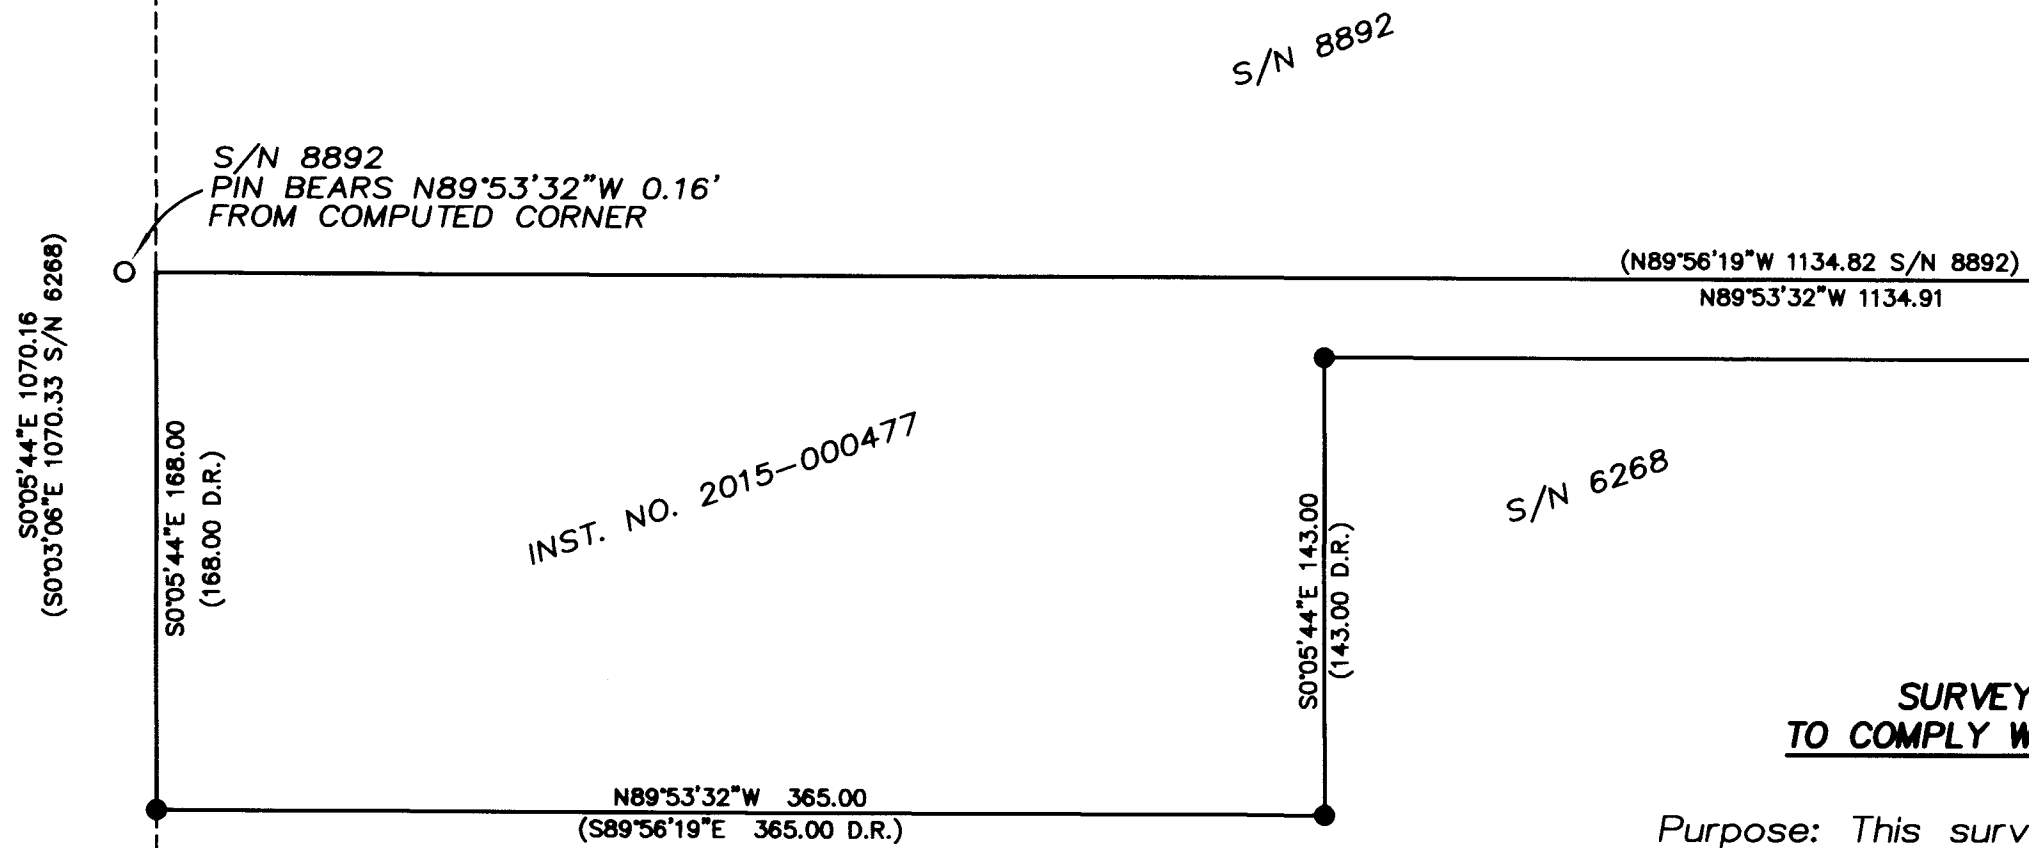 S/N 8892
S/N 8892
PIN BEARS N89°53'32"W 0.16'
FROM COMPUTED CORNER
(N89°56'19"W 1134.82 S/N 8892)
N89°53'32"W 1134.91
S0°05'44"E 1070.16
(S0°03'06"E 1070.33 S/N 6268)
S0°05'44"E 168.00
(168.00 D.R.)
INST. NO. 2015-000477
S0°05'44"E 143.00
(143.00 D.R.)
S/N 6268
SURVEY
TO COMPLY W
N89°53'32"W 365.00
(S89°56'19"E 365.00 D.R.)
Purpose: This surv